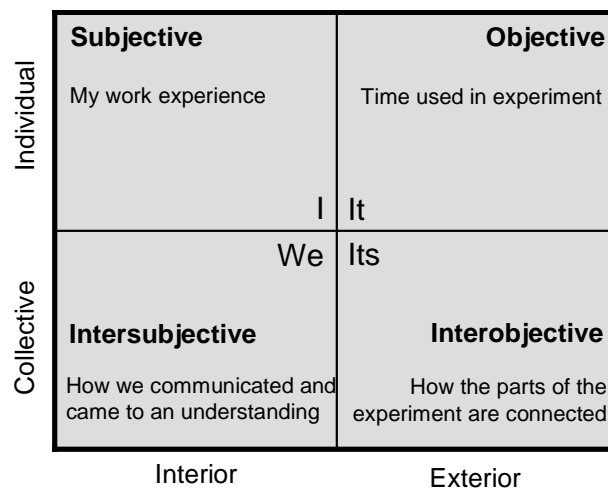 Subjective
Objective
My work experience
Time used in experiment
Individual
I
It
We
Its
Intersubjective
Interobjective
How we communicated and
came to an understanding
How the parts of the
experiment are connected
Collective
Interior
Exterior